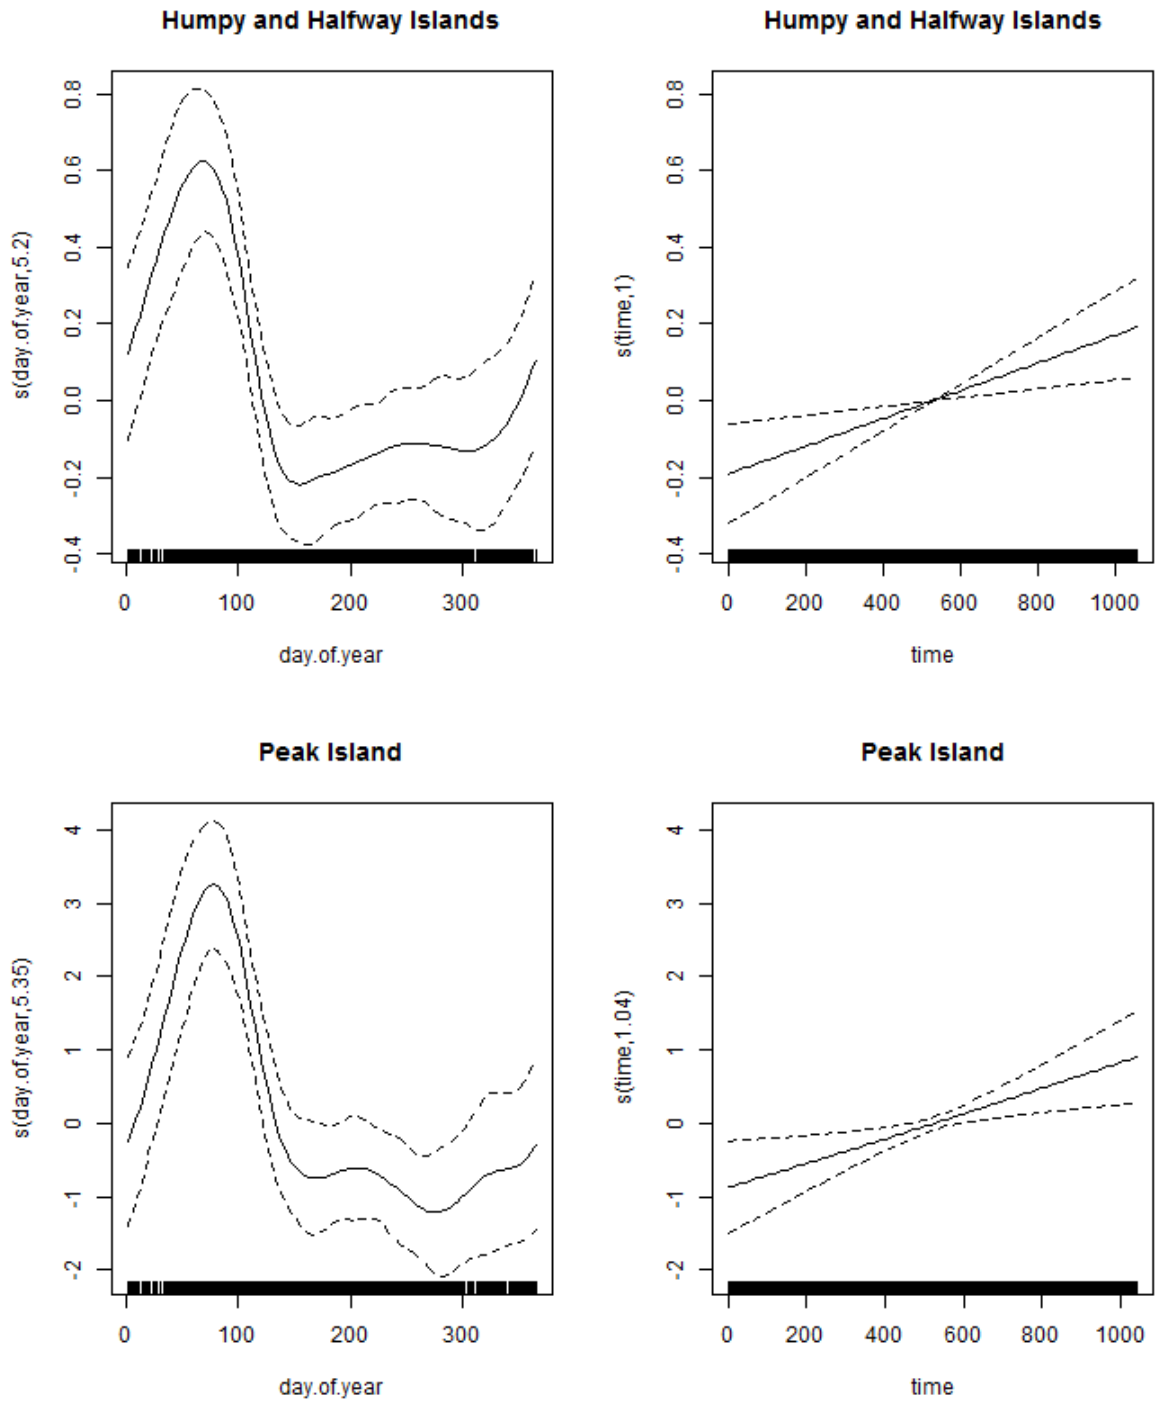 Humpy and Halfway Islands
s(day.of.year,5.2)
0.8
0.6
0.4
0.2
0.0
-0.2
-0.4
0 100 200 300
day.of.year
Humpy and Halfway Islands
s(time,1)
0.8
0.6
0.4
0.2
0.0
-0.2
-0.4
0 200 400 600 800 1000
time
Peak Island
s(day.of.year,5.35)
4
3
2
1
0
-1
-2
0 100 200 300
day.of.year
Peak Island
s(time,1.04)
4
3
2
1
0
-1
-2
0 200 400 600 800 1000
time